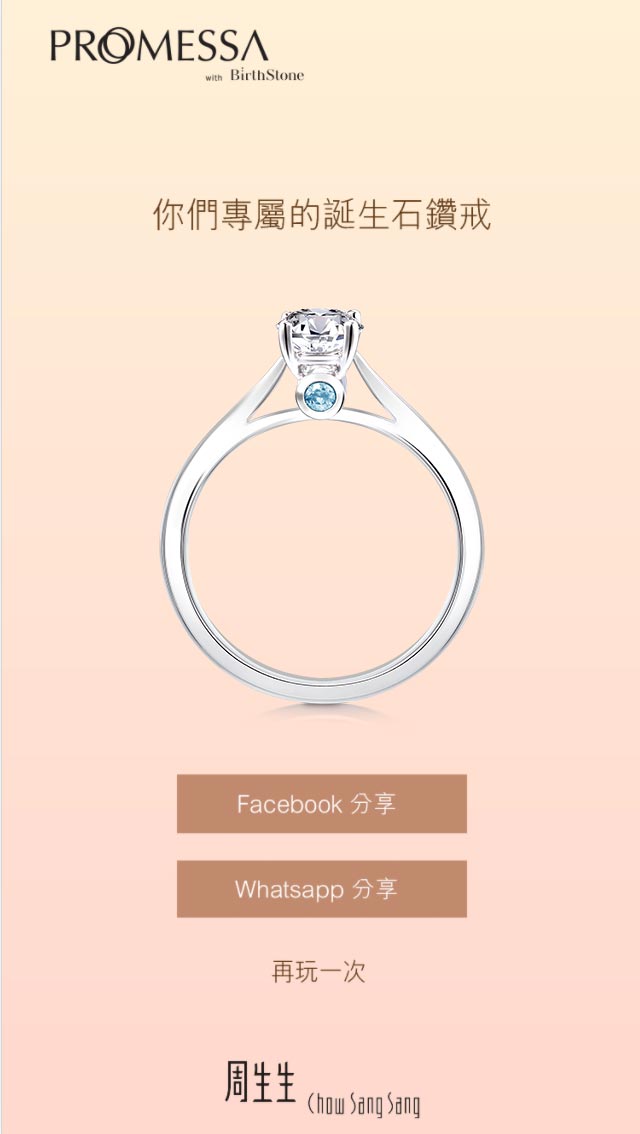 PROMESSA
with BirthStone
你們專屬的誕生石鑽戒
Facebook 分享
Whatsapp 分享
再玩一次
周生生 Chow Sang Sang